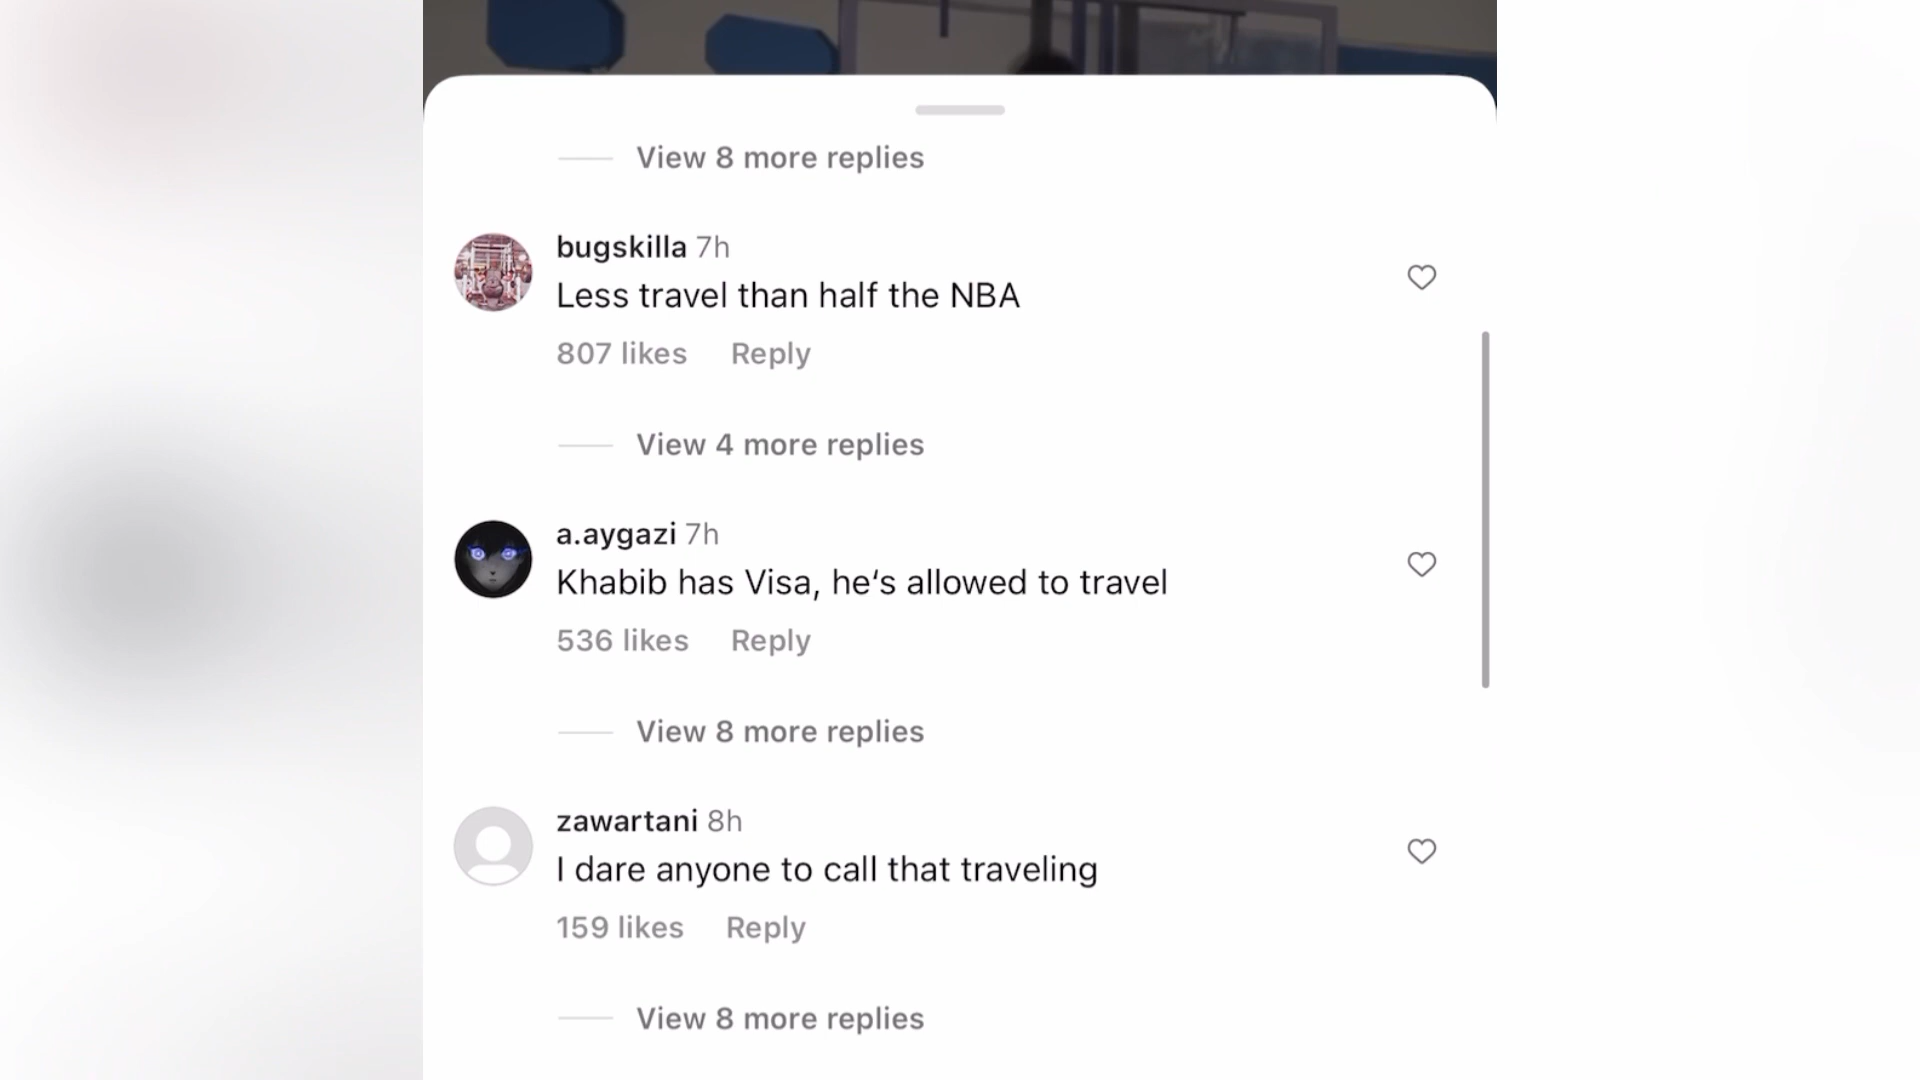 View 8 more replies
bugskilla 7h
Less travel than half the NBA
807 likes Reply
View 4 more replies
a.aygazi 7h
Khabib has Visa, he‘s allowed to travel
536 likes Reply
View 8 more replies
zawartani 8h
I dare anyone to call that traveling
159 likes Reply
View 8 more replies